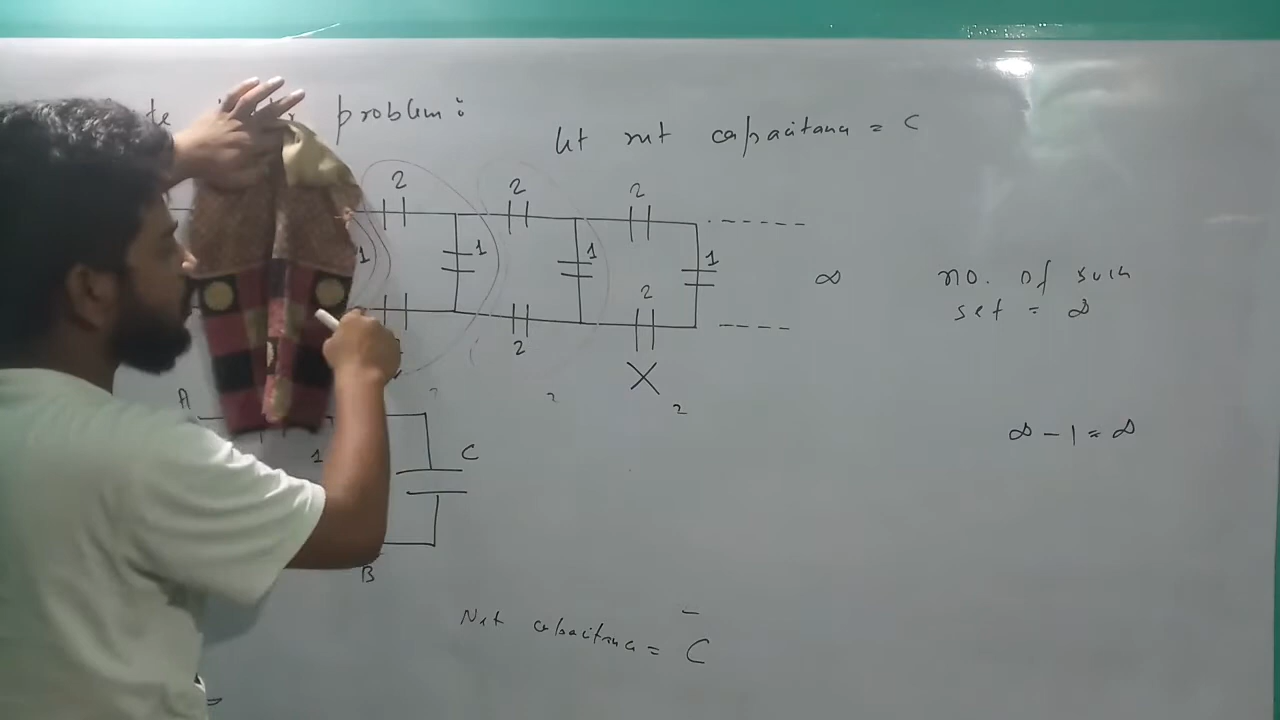 problem:
let net capacitance = C
2 2 2
1 1 1 1
∞ no. of such
set = ∞
2
2
2
∞ - 1 = ∞
A
1 C
B
Net capacitance = C